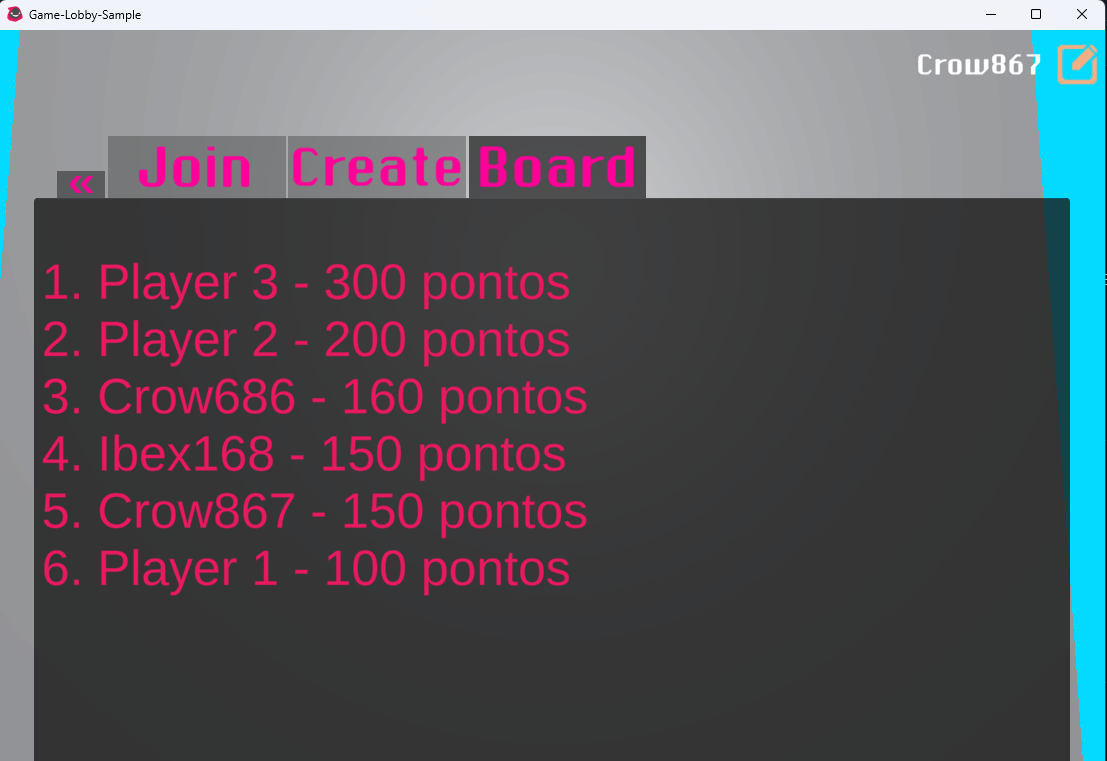 Game-Lobby-Sample
Crow867
« Join Create Board
1. Player 3 - 300 pontos
2. Player 2 - 200 pontos
3. Crow686 - 160 pontos
4. Ibex168 - 150 pontos
5. Crow867 - 150 pontos
6. Player 1 - 100 pontos